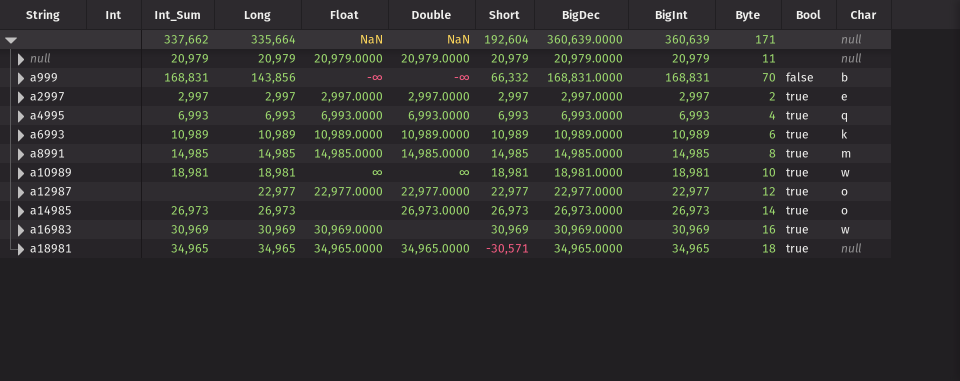 String Int Int_Sum Long Float Double Short BigDec BigInt Byte Bool Char
337,662 335,664 NaN NaN 192,604 360,639.0000 360,639 171 null
null 20,979 20,979 20,979.0000 20,979.0000 20,979 20,979.0000 20,979 11 null
a999 168,831 143,856 -∞ -∞ 66,332 168,831.0000 168,831 70 false b
a2997 2,997 2,997 2,997.0000 2,997.0000 2,997 2,997.0000 2,997 2 true e
a4995 6,993 6,993 6,993.0000 6,993.0000 6,993 6,993.0000 6,993 4 true q
a6993 10,989 10,989 10,989.0000 10,989.0000 10,989 10,989.0000 10,989 6 true k
a8991 14,985 14,985 14,985.0000 14,985.0000 14,985 14,985.0000 14,985 8 true m
a10989 18,981 18,981 ∞ ∞ 18,981 18,981.0000 18,981 10 true w
a12987 22,977 22,977.0000 22,977.0000 22,977 22,977.0000 22,977 12 true o
a14985 26,973 26,973 26,973.0000 26,973 26,973.0000 26,973 14 true o
a16983 30,969 30,969 30,969.0000 30,969 30,969.0000 30,969 16 true w
a18981 34,965 34,965 34,965.0000 34,965.0000 -30,571 34,965.0000 34,965 18 true null